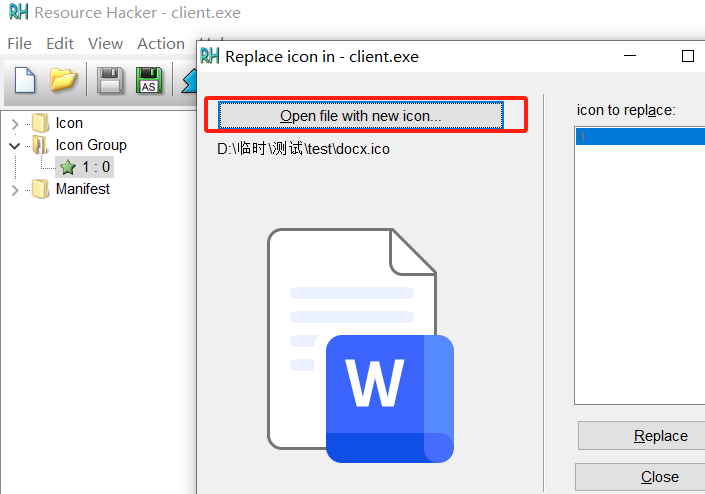 RH Resource Hacker - client.exe
File Edit View Action
RH Replace icon in - client.exe
AS
Open file with new icon...
icon to replace:
D:\临时\测试\test\docx.ico
1
Icon
Icon Group
1 : 0
Manifest
W
Replace
Close